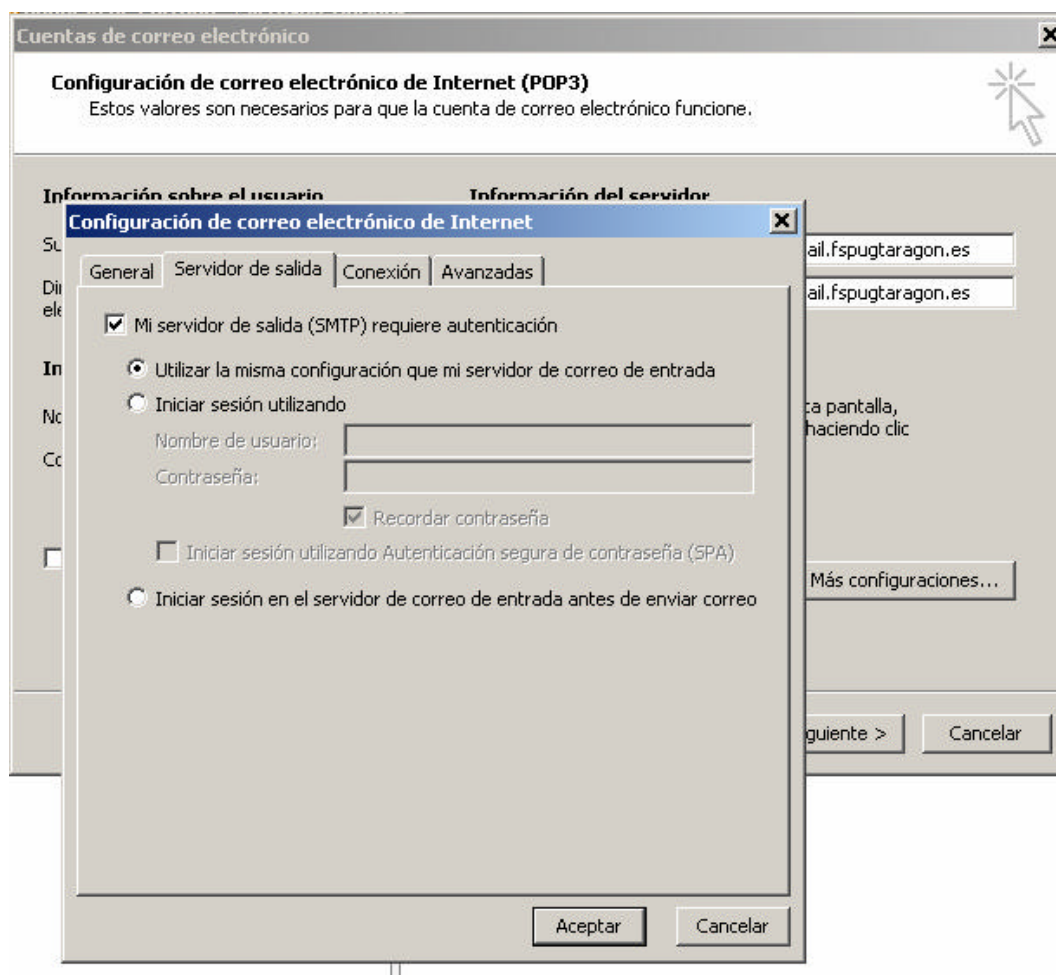 Cuentas de correo electrónico
Configuración de correo electrónico de Internet (POP3)
Estos valores son necesarios para que la cuenta de correo electrónico funcione.
Información sobre el usuario
Información del servidor
Configuración de correo electrónico de Internet
ail.fspugtaragon.es
ail.fspugtaragon.es
General
Servidor de salida
Conexión
Avanzadas
Mi servidor de salida (SMTP) requiere autenticación
Utilizar la misma configuración que mi servidor de correo de entrada
Iniciar sesión utilizando
Nombre de usuario:
Contraseña:
Recordar contraseña
Iniciar sesión utilizando Autenticación segura de contraseña (SPA)
Iniciar sesión en el servidor de correo de entrada antes de enviar correo
pantalla,
haciendo clic
Más configuraciones...
guiente >
Cancelar
Aceptar
Cancelar